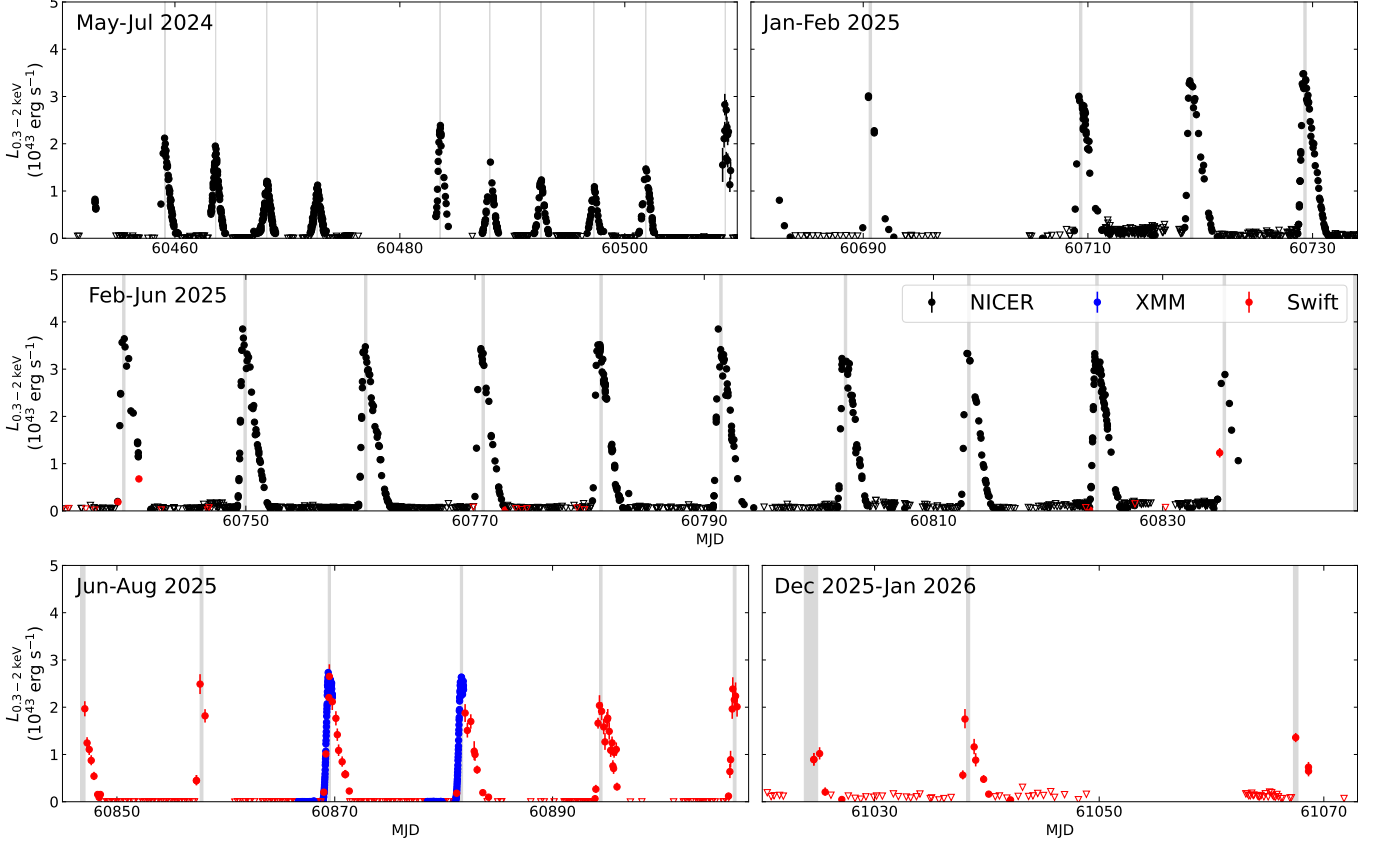 May-Jul 2024
Jan-Feb 2025
L0.3−2 keV
(10^43 erg s^−1)
5
4
3
2
1
0
60460
60480
60500
60690
60710
60730
Feb-Jun 2025
NICER
XMM
Swift
L0.3−2 keV
(10^43 erg s^−1)
5
4
3
2
1
0
60750
60770
60790
60810
60830
MJD
Jun-Aug 2025
Dec 2025-Jan 2026
L0.3−2 keV
(10^43 erg s^−1)
5
4
3
2
1
0
60850
60870
60890
61030
61050
61070
MJD
MJD